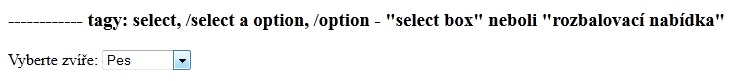 ------------ tagy: select, /select a option, /option - "select box" neboli "rozbalovací nabídka"
Vyberte zvíře: Pes